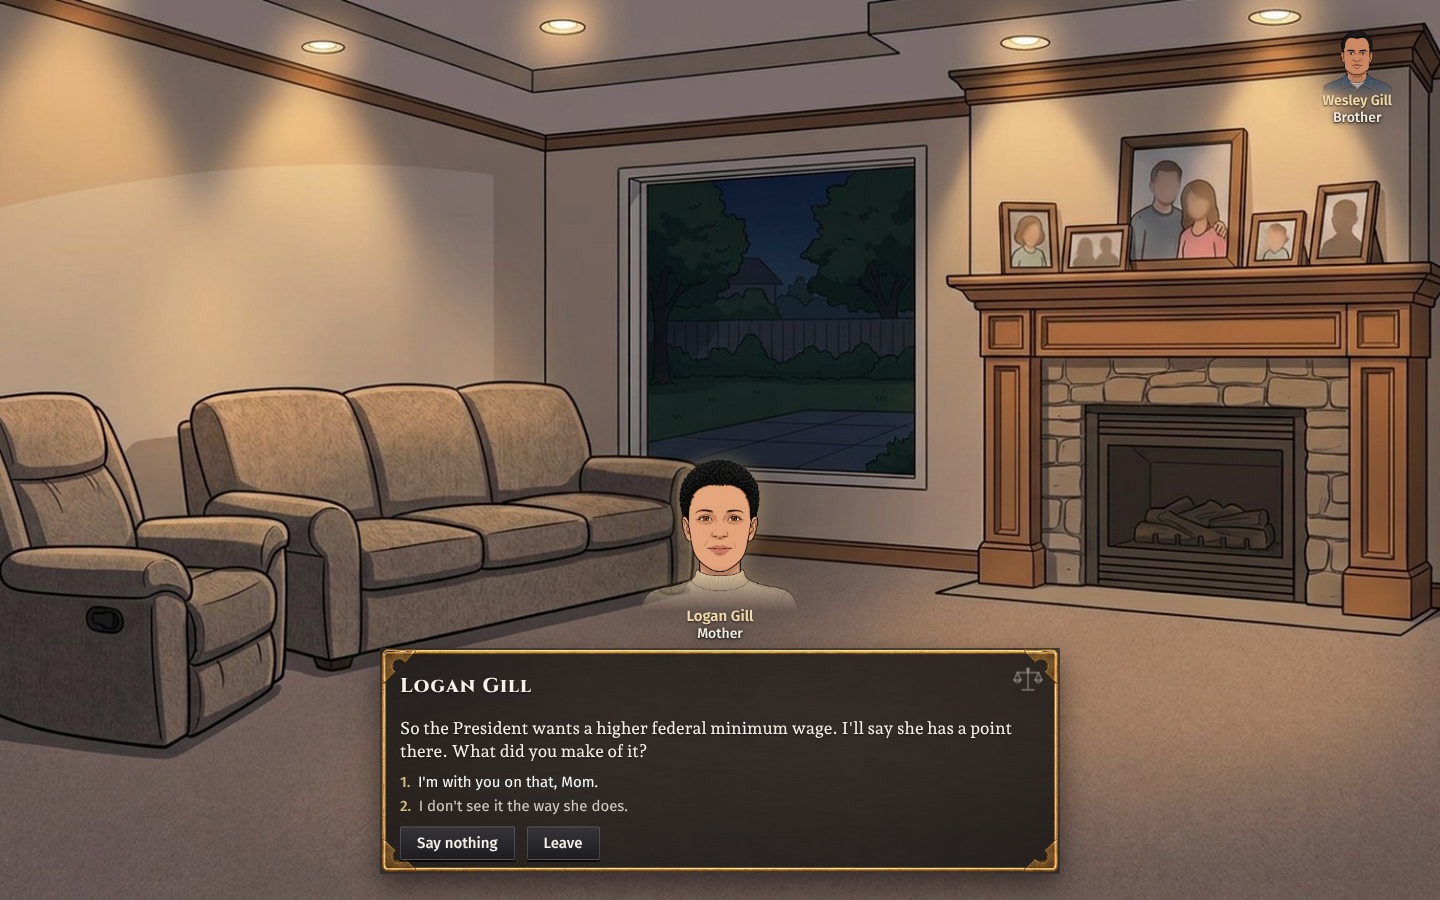 Wesley Gill
Brother
Logan Gill
Mother
Logan Gill
So the President wants a higher federal minimum wage. I'll say she has a point
there. What did you make of it?
1. I'm with you on that, Mom.
2. I don't see it the way she does.
Say nothing
Leave